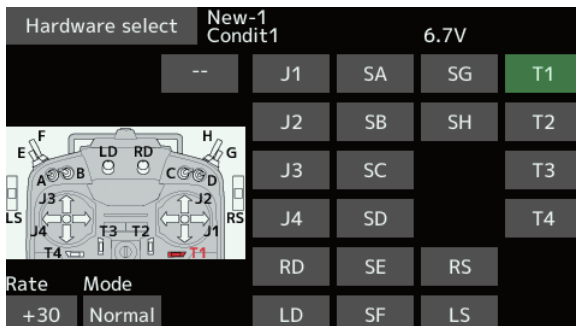 Hardware select New-1
Condit1 6.7V
-- J1 SA SG T1
J2 SB SH T2
J3 SC T3
J4 SD T4
RD SE RS
LD SF LS
F H
E LD RD G
A B C D
J3 J2
LS RS
J4 T3 T2 J1
T4 T1
Rate Mode
+30 Normal